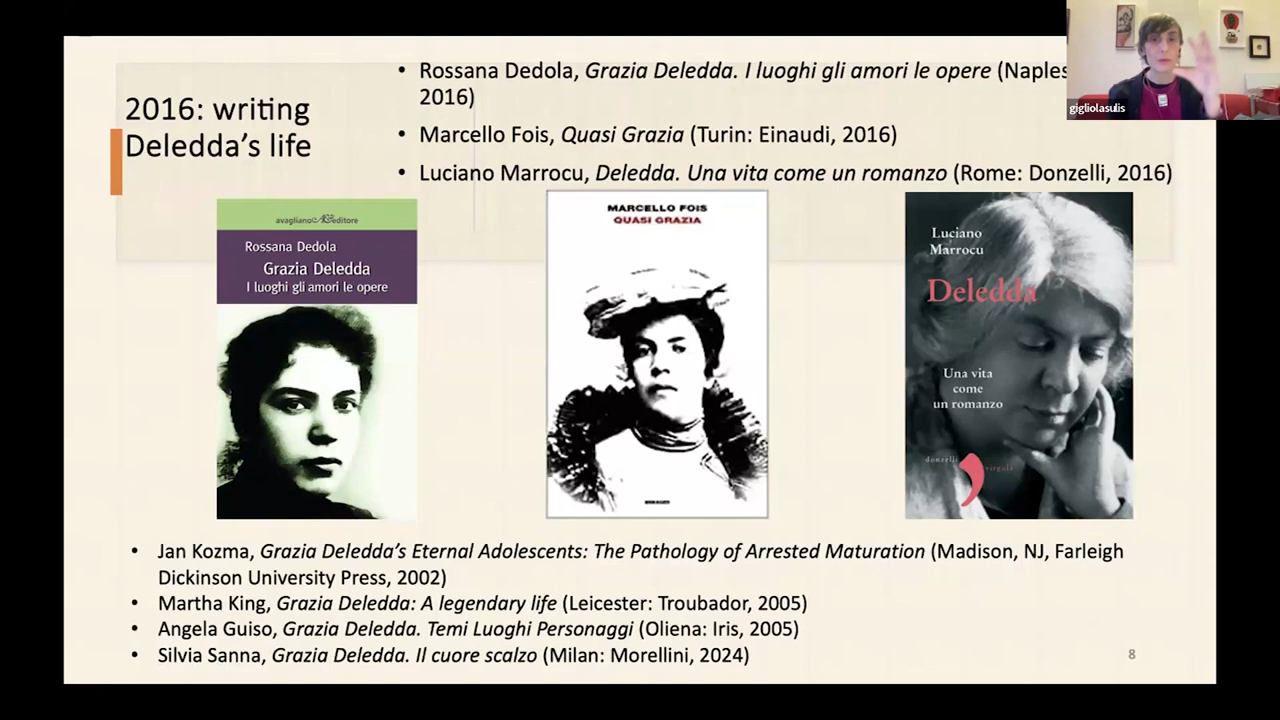 2016: writing
Deledda's life
• Rossana Dedola, Grazia Deledda. I luoghi gli amori le opere (Naples
2016)
• Marcello Fois, Quasi Grazia (Turin: Einaudi, 2016)
• Luciano Marrocu, Deledda. Una vita come un romanzo (Rome: Donzelli, 2016)
gigliolasulis
avagliano editore
Rossana Dedola
Grazia Deledda
I luoghi gli amori le opere
MARCELLO FOIS
QUASI GRAZIA
Luciano
Marrocu
Deledda
Una vita
come
un romanzo
donzelli virgola
• Jan Kozma, Grazia Deledda's Eternal Adolescents: The Pathology of Arrested Maturation (Madison, NJ, Farleigh
Dickinson University Press, 2002)
• Martha King, Grazia Deledda: A legendary life (Leicester: Troubador, 2005)
• Angela Guiso, Grazia Deledda. Temi Luoghi Personaggi (Oliena: Iris, 2005)
• Silvia Sanna, Grazia Deledda. Il cuore scalzo (Milan: Morellini, 2024)
8